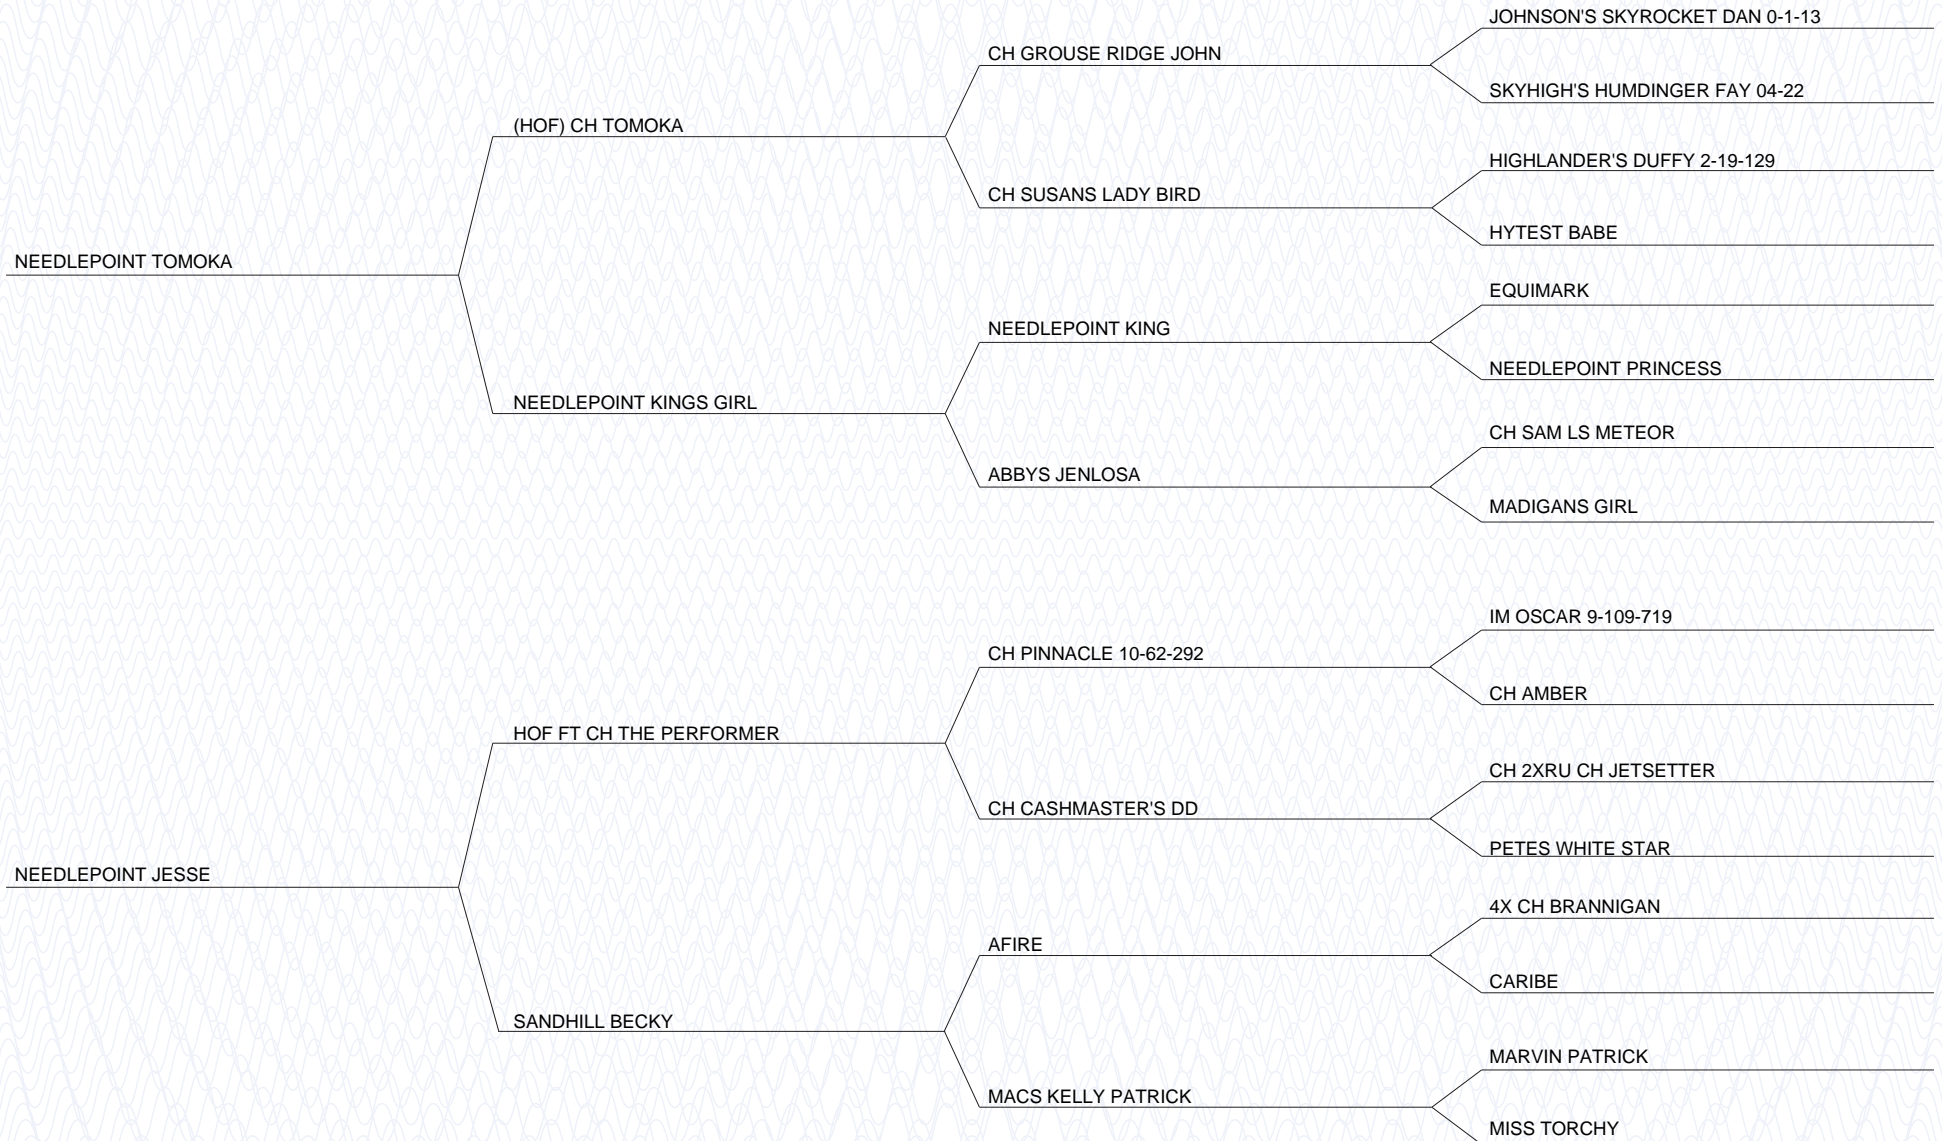 JOHNSON'S SKYROCKET DAN 0-1-13
CH GROUSE RIDGE JOHN
SKYHIGH'S HUMDINGER FAY 04-22
(HOF) CH TOMOKA
HIGHLANDER'S DUFFY 2-19-129
CH SUSANS LADY BIRD
HYTEST BABE
NEEDLEPOINT TOMOKA
EQUIMARK
NEEDLEPOINT KING
NEEDLEPOINT PRINCESS
NEEDLEPOINT KINGS GIRL
CH SAM LS METEOR
ABBYS JENLOSA
MADIGANS GIRL
IM OSCAR 9-109-719
CH PINNACLE 10-62-292
CH AMBER
HOF FT CH THE PERFORMER
CH 2XRU CH JETSETTER
CH CASHMASTER'S DD
PETES WHITE STAR
NEEDLEPOINT JESSE
4X CH BRANNIGAN
AFIRE
CARIBE
SANDHILL BECKY
MARVIN PATRICK
MACS KELLY PATRICK
MISS TORCHY